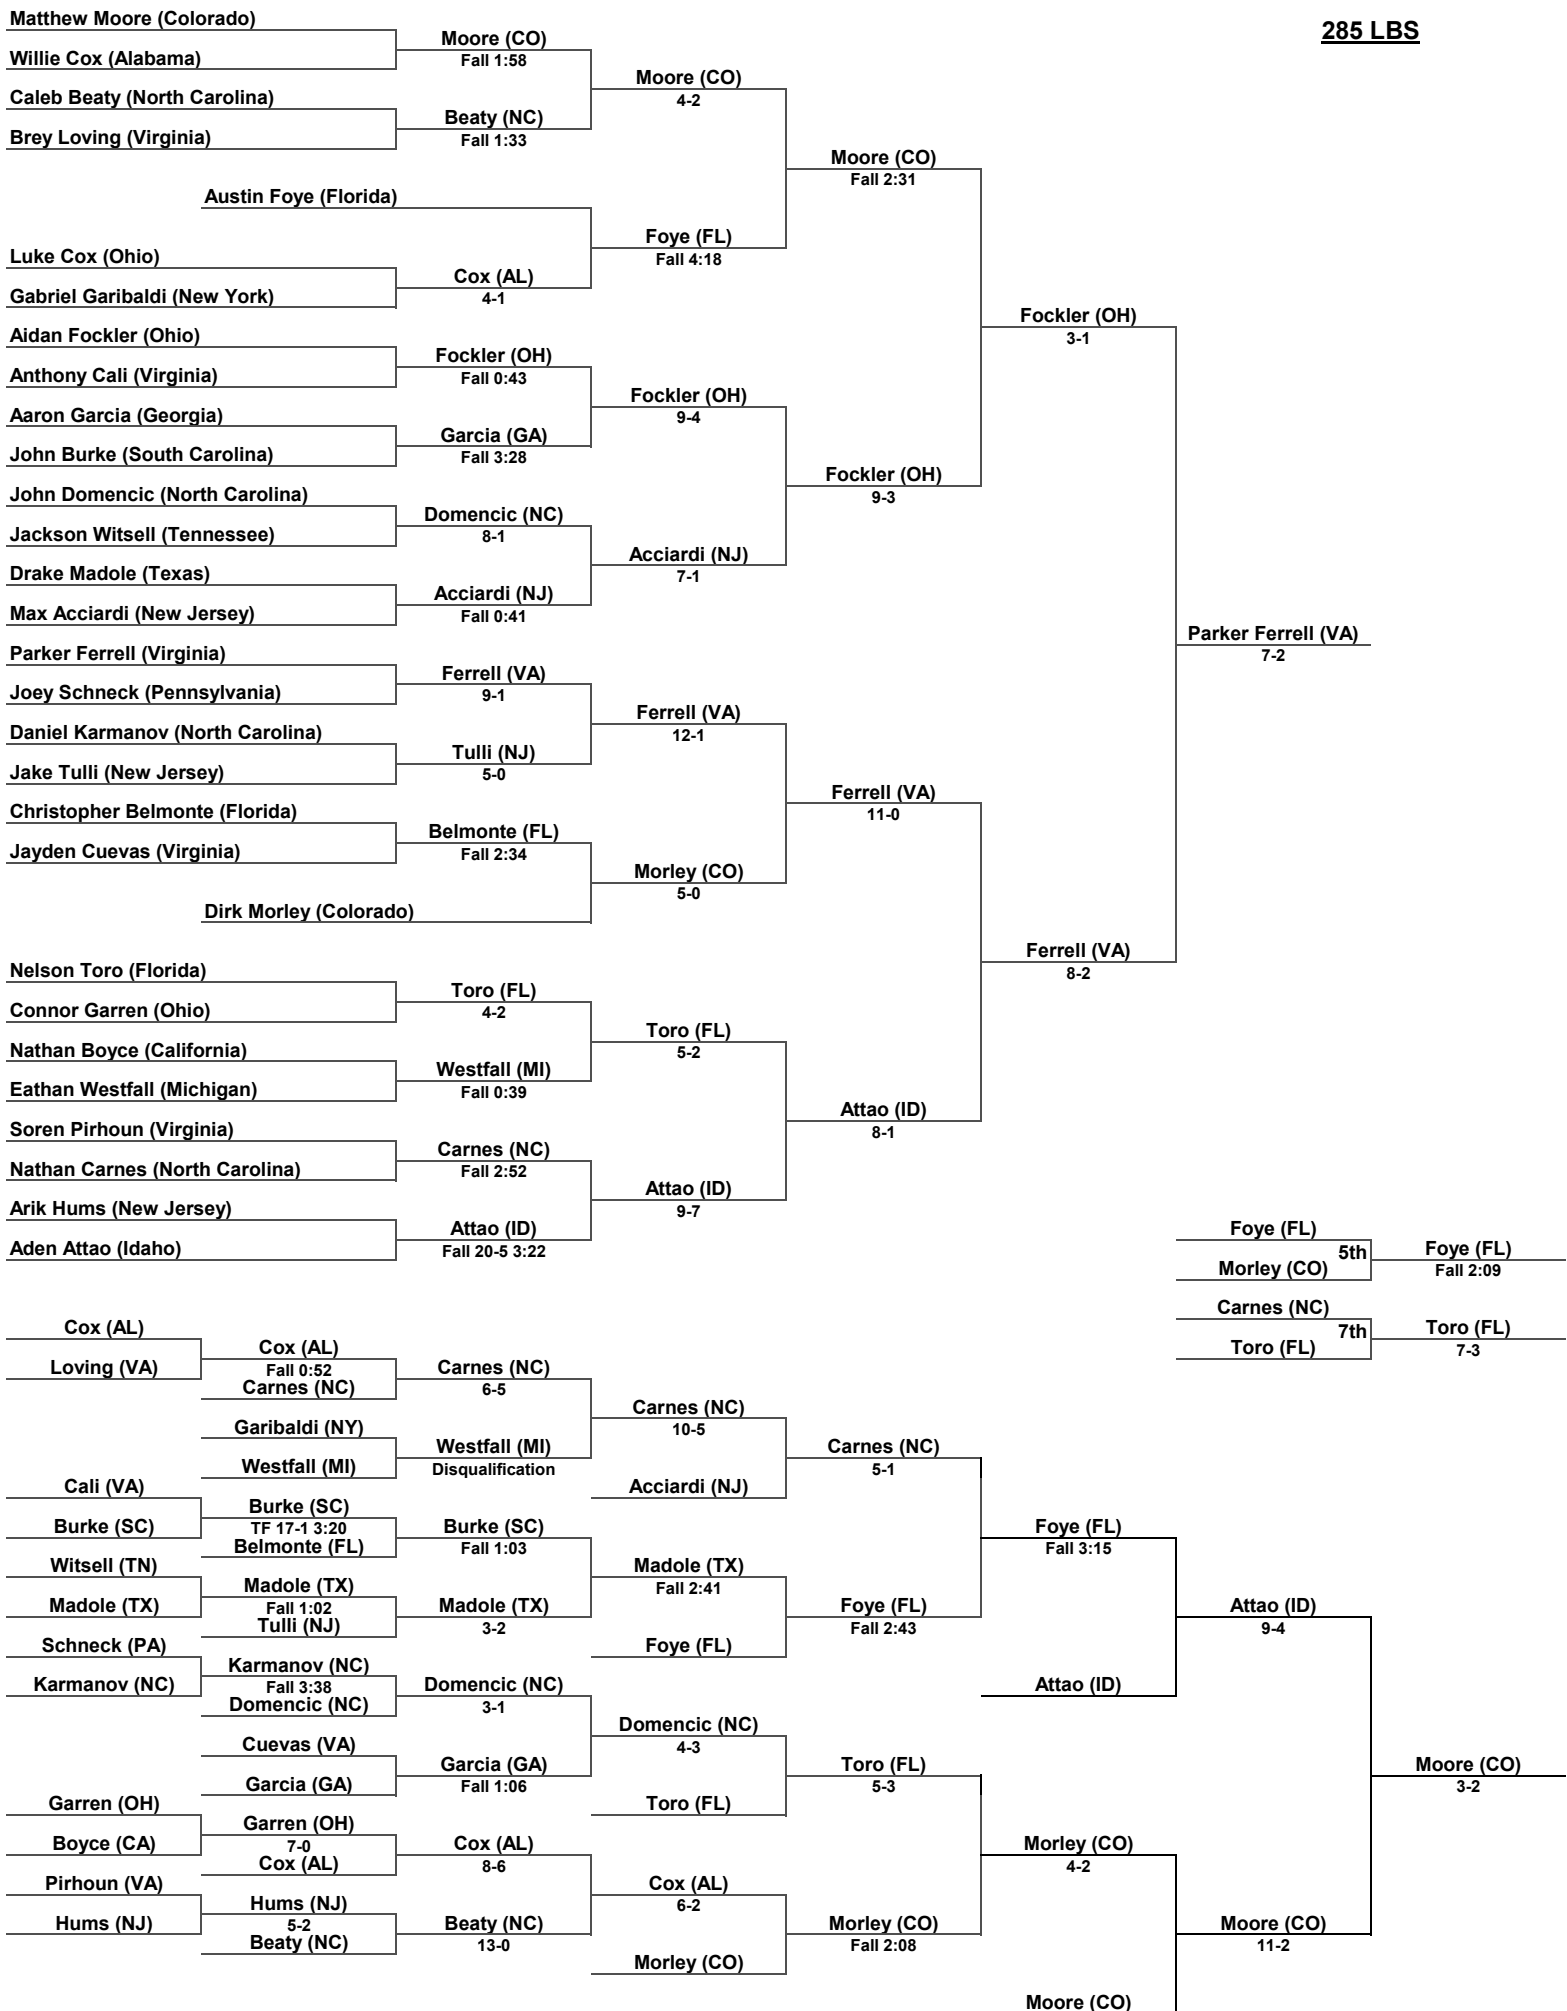 285 LBS
Matthew Moore (Colorado)
Willie Cox (Alabama)
Caleb Beaty (North Carolina)
Brey Loving (Virginia)
Austin Foye (Florida)
Luke Cox (Ohio)
Gabriel Garibaldi (New York)
Aidan Fockler (Ohio)
Anthony Cali (Virginia)
Aaron Garcia (Georgia)
John Burke (South Carolina)
John Domencic (North Carolina)
Jackson Witsell (Tennessee)
Drake Madole (Texas)
Max Acciardi (New Jersey)
Parker Ferrell (Virginia)
Joey Schneck (Pennsylvania)
Daniel Karmanov (North Carolina)
Jake Tulli (New Jersey)
Christopher Belmonte (Florida)
Jayden Cuevas (Virginia)
Dirk Morley (Colorado)
Nelson Toro (Florida)
Connor Garren (Ohio)
Nathan Boyce (California)
Eathan Westfall (Michigan)
Soren Pirhoun (Virginia)
Nathan Carnes (North Carolina)
Arik Hums (New Jersey)
Aden Attao (Idaho)
Moore (CO)
Fall 1:58
Beaty (NC)
Fall 1:33
Cox (AL)
4-1
Fockler (OH)
Fall 0:43
Garcia (GA)
Fall 3:28
Domencic (NC)
8-1
Acciardi (NJ)
Fall 0:41
Ferrell (VA)
9-1
Tulli (NJ)
5-0
Belmonte (FL)
Fall 2:34
Toro (FL)
4-2
Westfall (MI)
Fall 0:39
Carnes (NC)
Fall 2:52
Attao (ID)
Fall 20-5 3:22
Moore (CO)
4-2
Foye (FL)
Fall 4:18
Fockler (OH)
9-4
Acciardi (NJ)
7-1
Ferrell (VA)
12-1
Morley (CO)
5-0
Toro (FL)
5-2
Attao (ID)
9-7
Moore (CO)
Fall 2:31
Fockler (OH)
9-3
Ferrell (VA)
11-0
Attao (ID)
8-1
Fockler (OH)
3-1
Ferrell (VA)
8-2
Parker Ferrell (VA)
7-2
Foye (FL)
5th
Morley (CO)
Foye (FL)
Fall 2:09
Carnes (NC)
7th
Toro (FL)
Toro (FL)
7-3
Cox (AL)
Loving (VA)
Cali (VA)
Burke (SC)
Witsell (TN)
Madole (TX)
Schneck (PA)
Karmanov (NC)
Garren (OH)
Boyce (CA)
Pirhoun (VA)
Hums (NJ)
Cox (AL)
Fall 0:52
Carnes (NC)
Garibaldi (NY)
Westfall (MI)
Burke (SC)
TF 17-1 3:20
Belmonte (FL)
Madole (TX)
Fall 1:02
Tulli (NJ)
Karmanov (NC)
Fall 3:38
Domencic (NC)
Cuevas (VA)
Garcia (GA)
Garren (OH)
7-0
Cox (AL)
Hums (NJ)
5-2
Beaty (NC)
Carnes (NC)
6-5
Westfall (MI)
Disqualification
Burke (SC)
Fall 1:03
Madole (TX)
3-2
Domencic (NC)
3-1
Garcia (GA)
Fall 1:06
Cox (AL)
8-6
Beaty (NC)
13-0
Carnes (NC)
10-5
Acciardi (NJ)
Madole (TX)
Fall 2:41
Foye (FL)
Domencic (NC)
4-3
Toro (FL)
Cox (AL)
6-2
Morley (CO)
Carnes (NC)
5-1
Foye (FL)
Fall 2:43
Toro (FL)
5-3
Morley (CO)
Fall 2:08
Foye (FL)
Fall 3:15
Attao (ID)
Morley (CO)
4-2
Moore (CO)
Attao (ID)
9-4
Moore (CO)
11-2
Moore (CO)
3-2